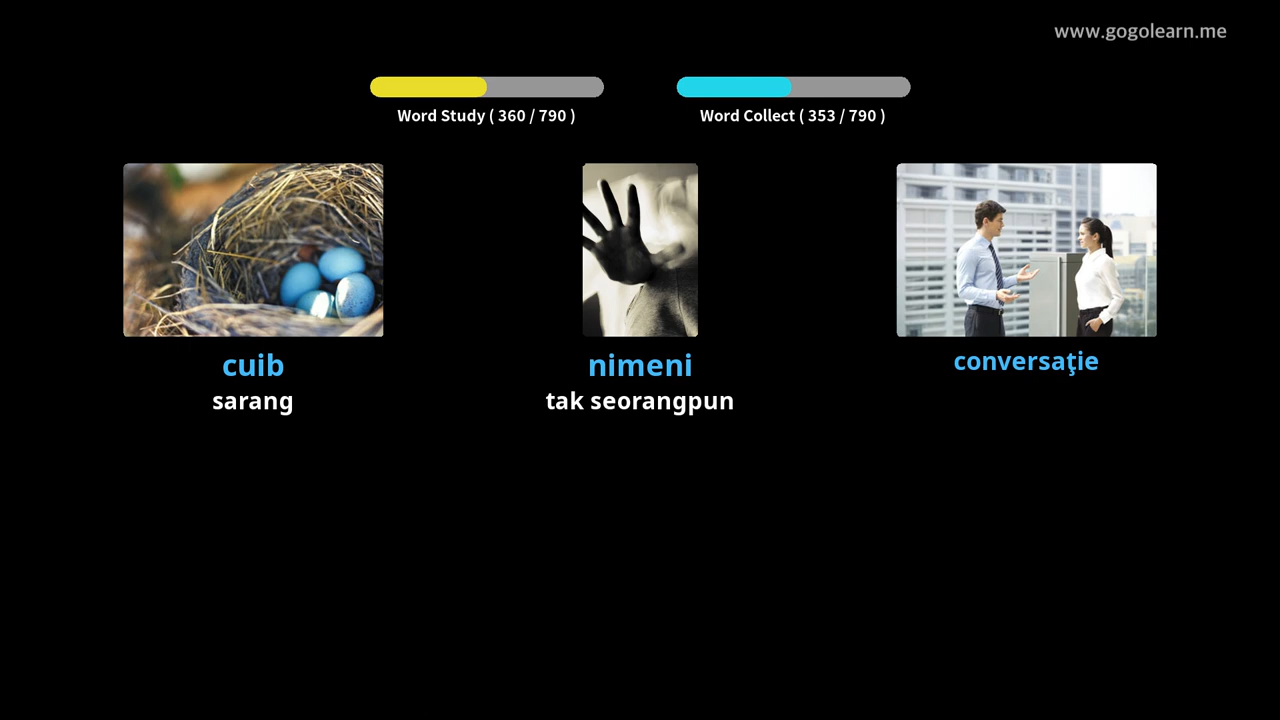 www.gogolearn.me
Word Study ( 360 / 790 )
Word Collect ( 353 / 790 )
cuib
sarang
nimeni
tak seorangpun
conversaţie